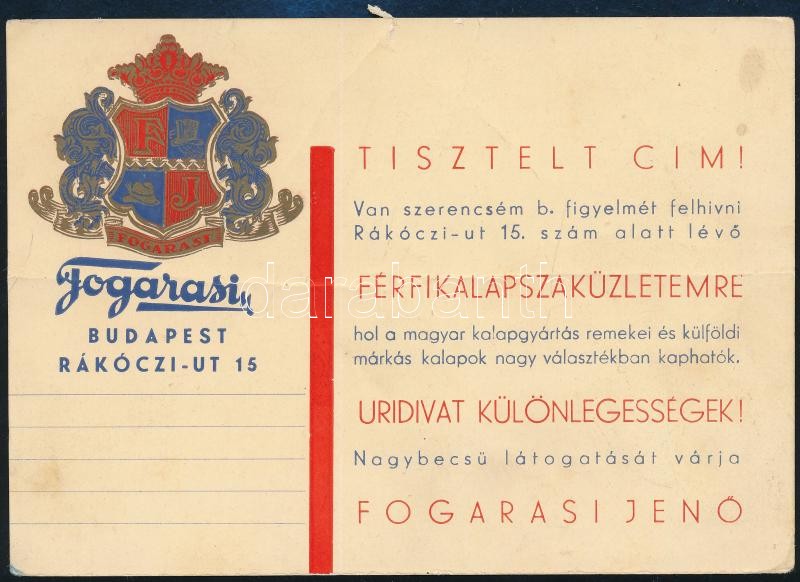 F
J
FOGARASI
Fogarasi
BUDAPEST
RÁKÓCZI-UT 15
TISZTELT CIM!
Van szerencsém b. figyelmét felhivni
Rákóczi-ut 15. szám alatt lévő
FÉRFIKALAPSZAKÜZLETEMRE
hol a magyar kalapgyártás remekei és külföldi
márkás kalapok nagy választékban kaphatók.
URIDIVAT KÜLÖNLEGESSÉGEK!
Nagybecsü látogatását várja
FOGARASI JENŐ
darabanth